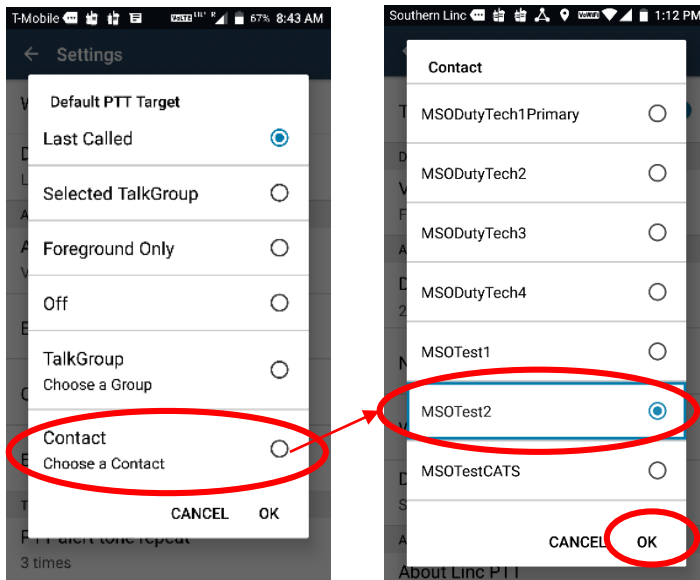 T-Mobile 67% 8:43 AM
Settings
Default PTT Target
Last Called
Selected TalkGroup
Foreground Only
Off
TalkGroup
Choose a Group
Contact
Choose a Contact
CANCEL OK
PTT alert tone repeat
3 times
Southern Linc VoWiFi 1:12 PM
Contact
MSODutyTech1Primary
MSODutyTech2
MSODutyTech3
MSODutyTech4
MSOTest1
MSOTest2
MSOTestCATS
CANCEL OK
About Linc PTT